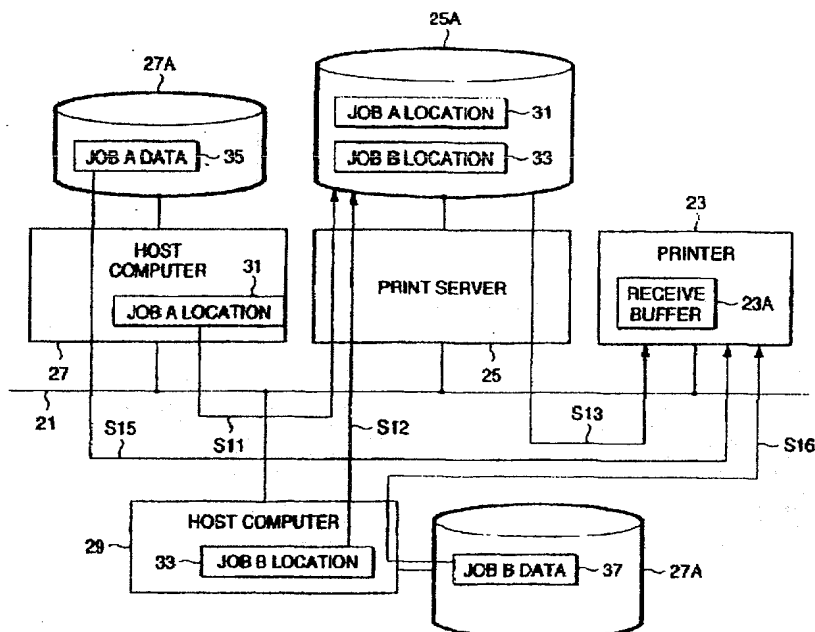 25A
27A
JOB A LOCATION
31
JOB A DATA
35
JOB B LOCATION
33
23
HOST
COMPUTER
31
PRINTER
PRINT SERVER
RECEIVE
BUFFER
23A
JOB A LOCATION
27
25
21
S15
S11
S12
S13
S16
HOST COMPUTER
29
33
JOB B LOCATION
JOB B DATA
37
27A